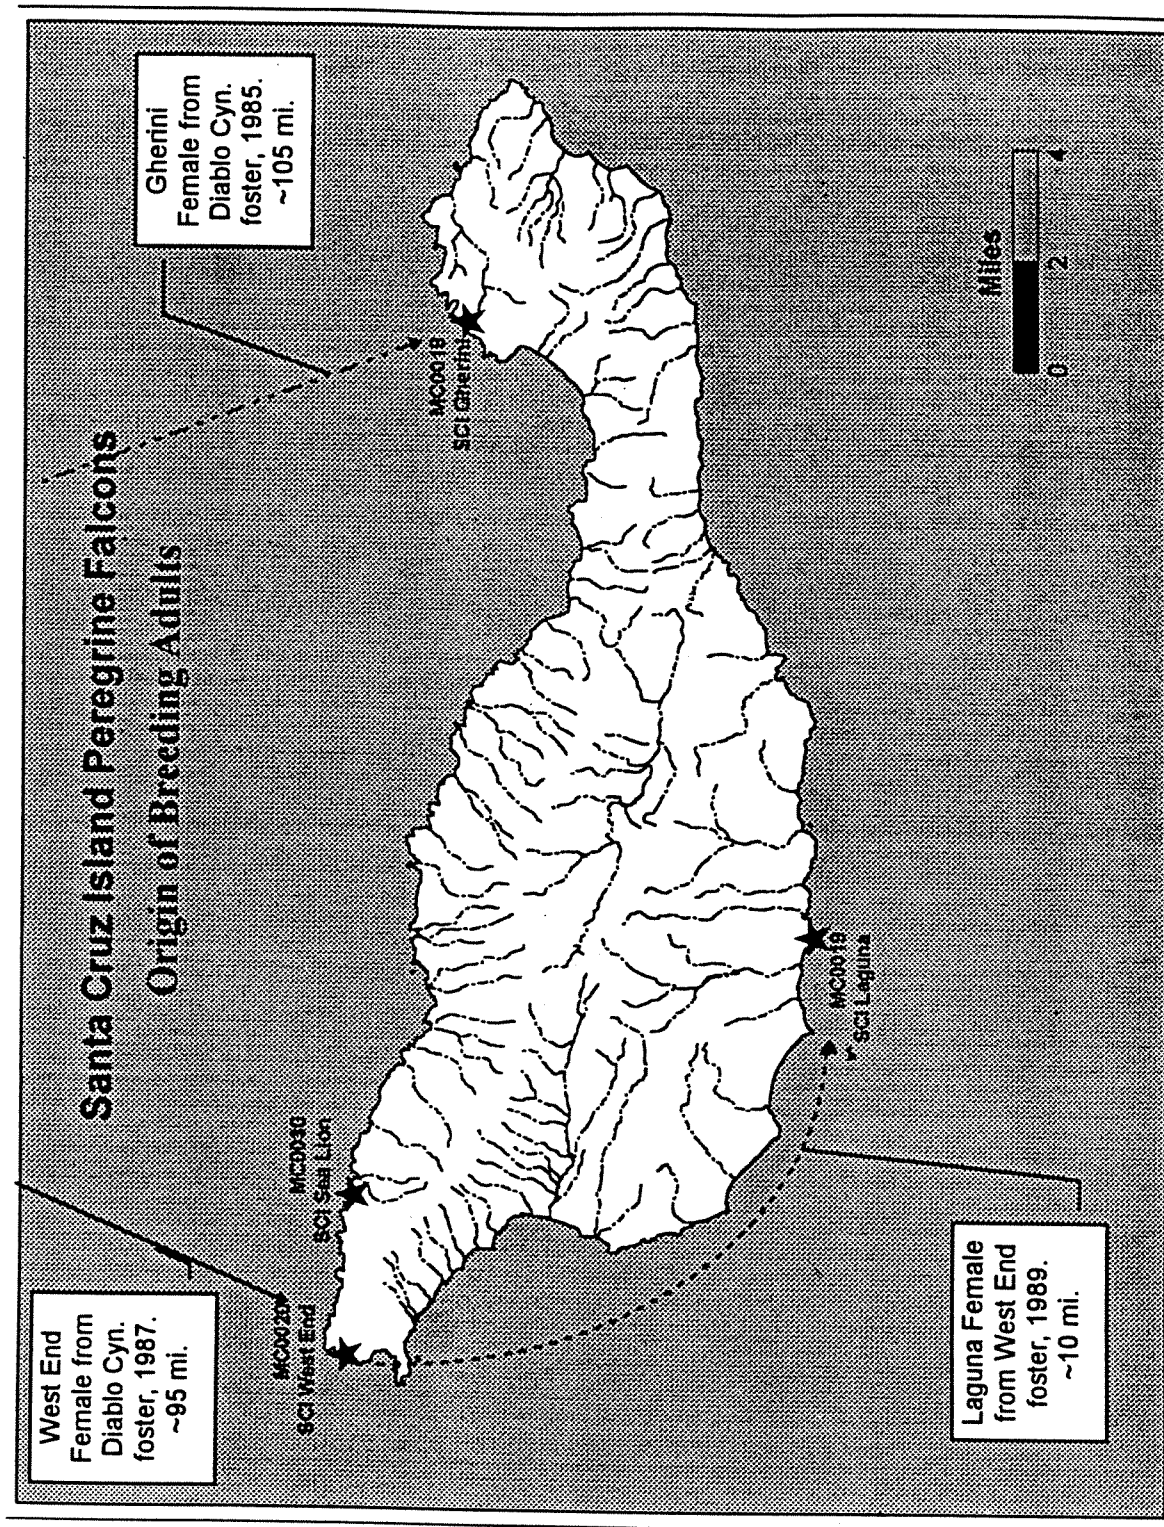 Santa Cruz Island Peregrine Falcons
Origin of Breeding Adults
West End
Female from
Diablo Cyn.
foster, 1987.
~95 mi.
Gherini
Female from
Diablo Cyn.
foster, 1985.
~105 mi.
MC0020
SCI West End
MC0030
SCI Sea Lion
MC0018
SCI Gherini
MC0019
SCI Laguna
Laguna Female
from West End
foster, 1989.
~10 mi.
Miles
0 2 4